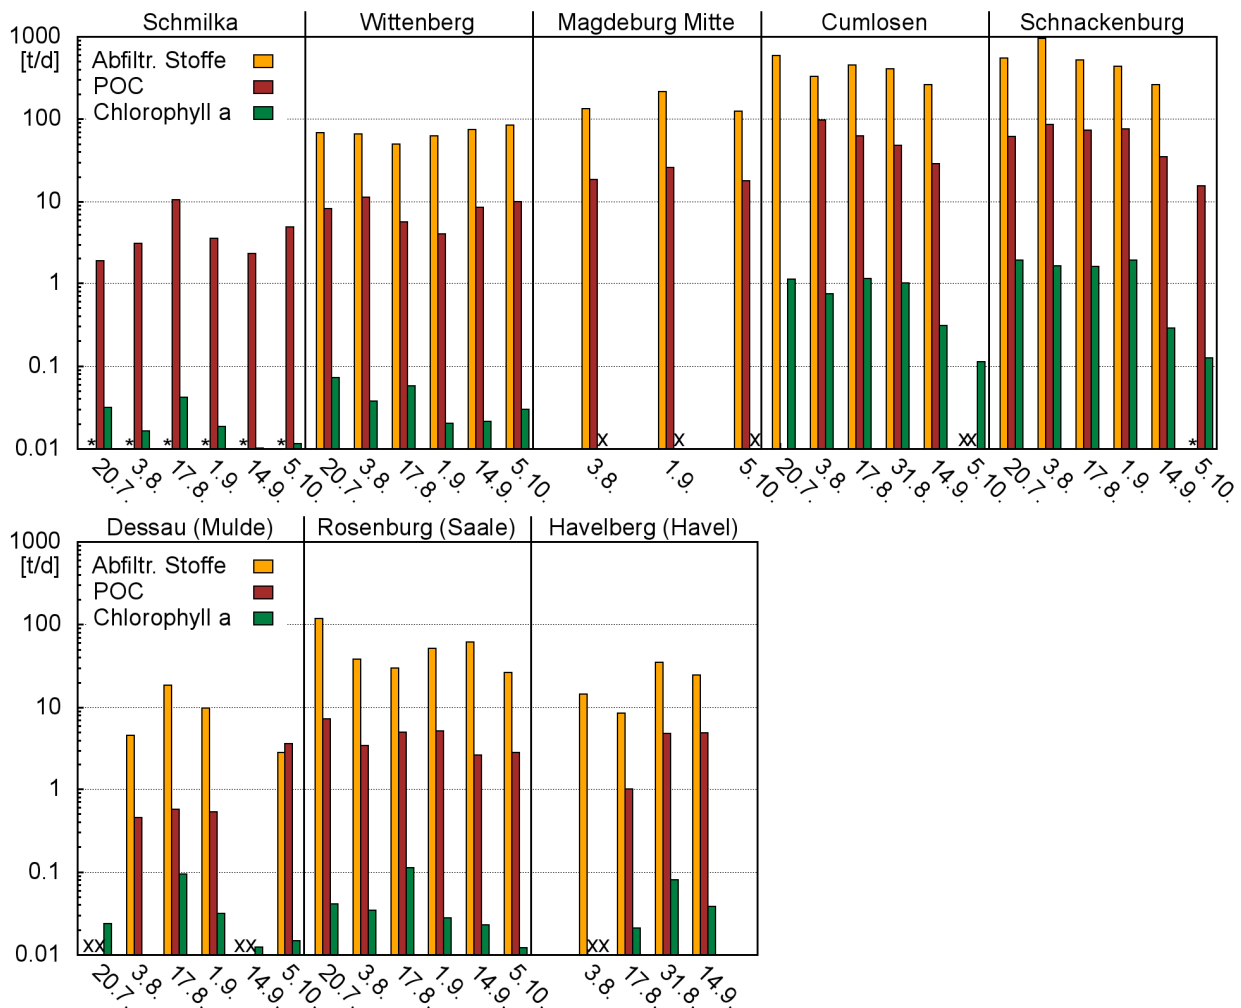 Schmilka Wittenberg Magdeburg Mitte Cumlosen Schnackenburg
1000
[t/d]
Abfiltr. Stoffe
POC
Chlorophyll a
100
10
1
0.1
0.01
* * * * * * X X X XX *
20.7. 3.8. 17.8. 1.9. 14.9. 5.10. 20.7. 3.8. 17.8. 1.9. 14.9. 5.10. 3.8. 1.9. 5.10. 20.7. 3.8. 17.8. 31.8. 14.9. 5.10. 20.7. 3.8. 17.8. 1.9. 14.9. 5.10.
Dessau (Mulde) Rosenburg (Saale) Havelberg (Havel)
1000
[t/d]
Abfiltr. Stoffe
POC
Chlorophyll a
100
10
1
0.1
0.01
XX XX XX
20.7. 3.8. 17.8. 1.9. 14.9. 5.10. 20.7. 3.8. 17.8. 1.9. 14.9. 5.10. 3.8. 17.8. 31.8. 14.9.